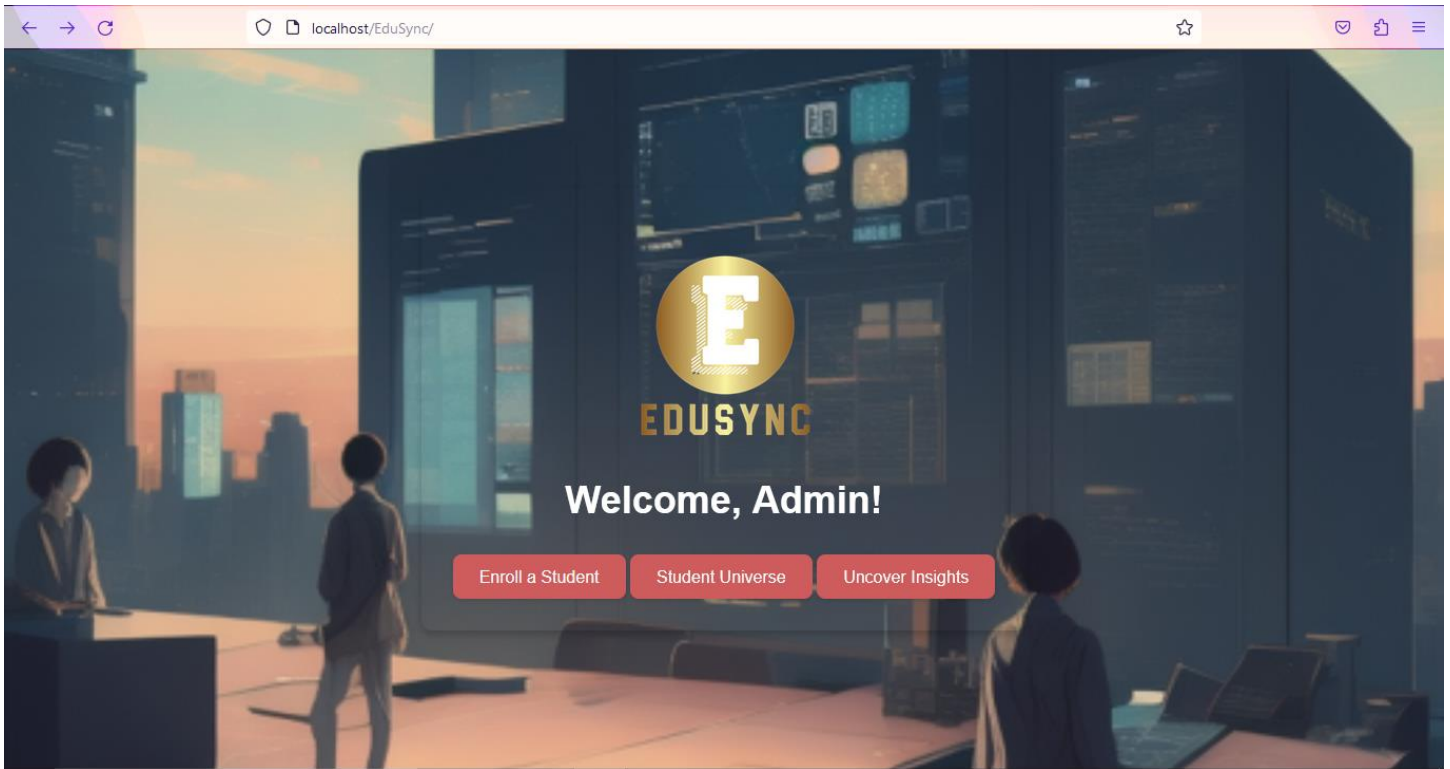 localhost/EduSync/
E
EDUSYNC
Welcome, Admin!
Enroll a Student Student Universe Uncover Insights